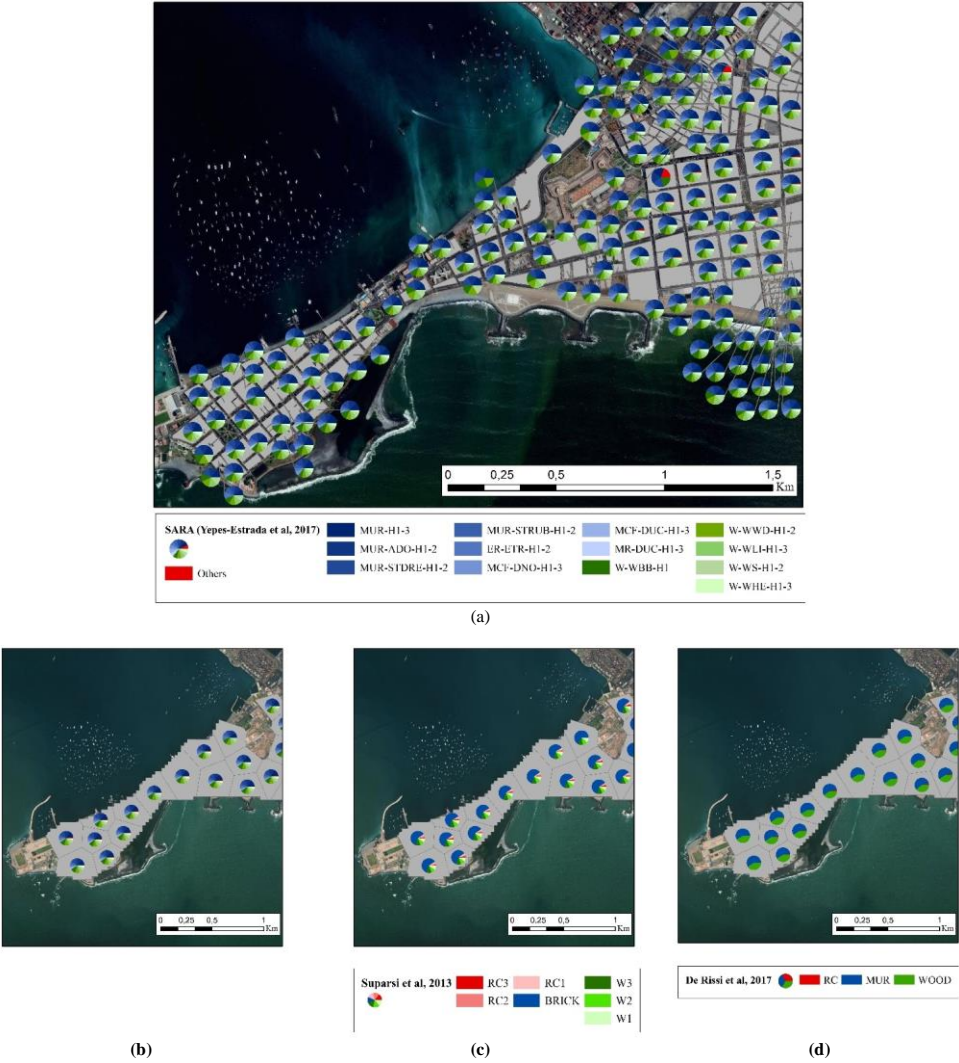 0 0,25 0,5 1 1,5
Km
SARA (Yepes-Estrada et al, 2017)
Others
MUR-H1-3
MUR-ADO-H1-2
MUR-STDRE-H1-2
MUR-STRUB-H1-2
ER-ETR-H1-2
MCF-DNO-H1-3
MCF-DUC-H1-3
MR-DUC-H1-3
W-WBB-H1
W-WWD-H1-2
W-WLI-H1-3
W-WS-H1-2
W-WHE-H1-3
(a)
0 0,25 0,5 1
Km
0 0,25 0,5 1
Km
0 0,25 0,5 1
Km
Suparsi et al, 2013
RC3
RC2
RC1
BRICK
W3
W2
W1
De Rissi et al, 2017 RC MUR WOOD
(b) (c) (d)